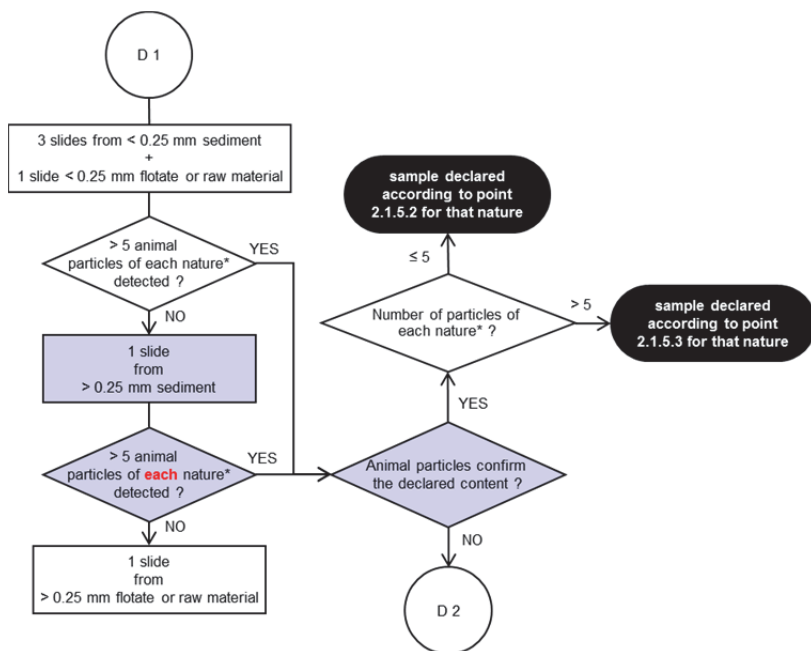 D 1
3 slides from < 0.25 mm sediment
+
1 slide < 0.25 mm flotate or raw material
> 5 animal
particles of each nature*
detected ?
YES
NO
1 slide
from
> 0.25 mm sediment
> 5 animal
particles of each nature*
detected ?
YES
NO
1 slide
from
> 0.25 mm flotate or raw material
sample declared
according to point
2.1.5.2 for that nature
≤ 5
Number of particles of
each nature* ?
> 5
sample declared
according to point
2.1.5.3 for that nature
YES
Animal particles confirm
the declared content ?
NO
D 2